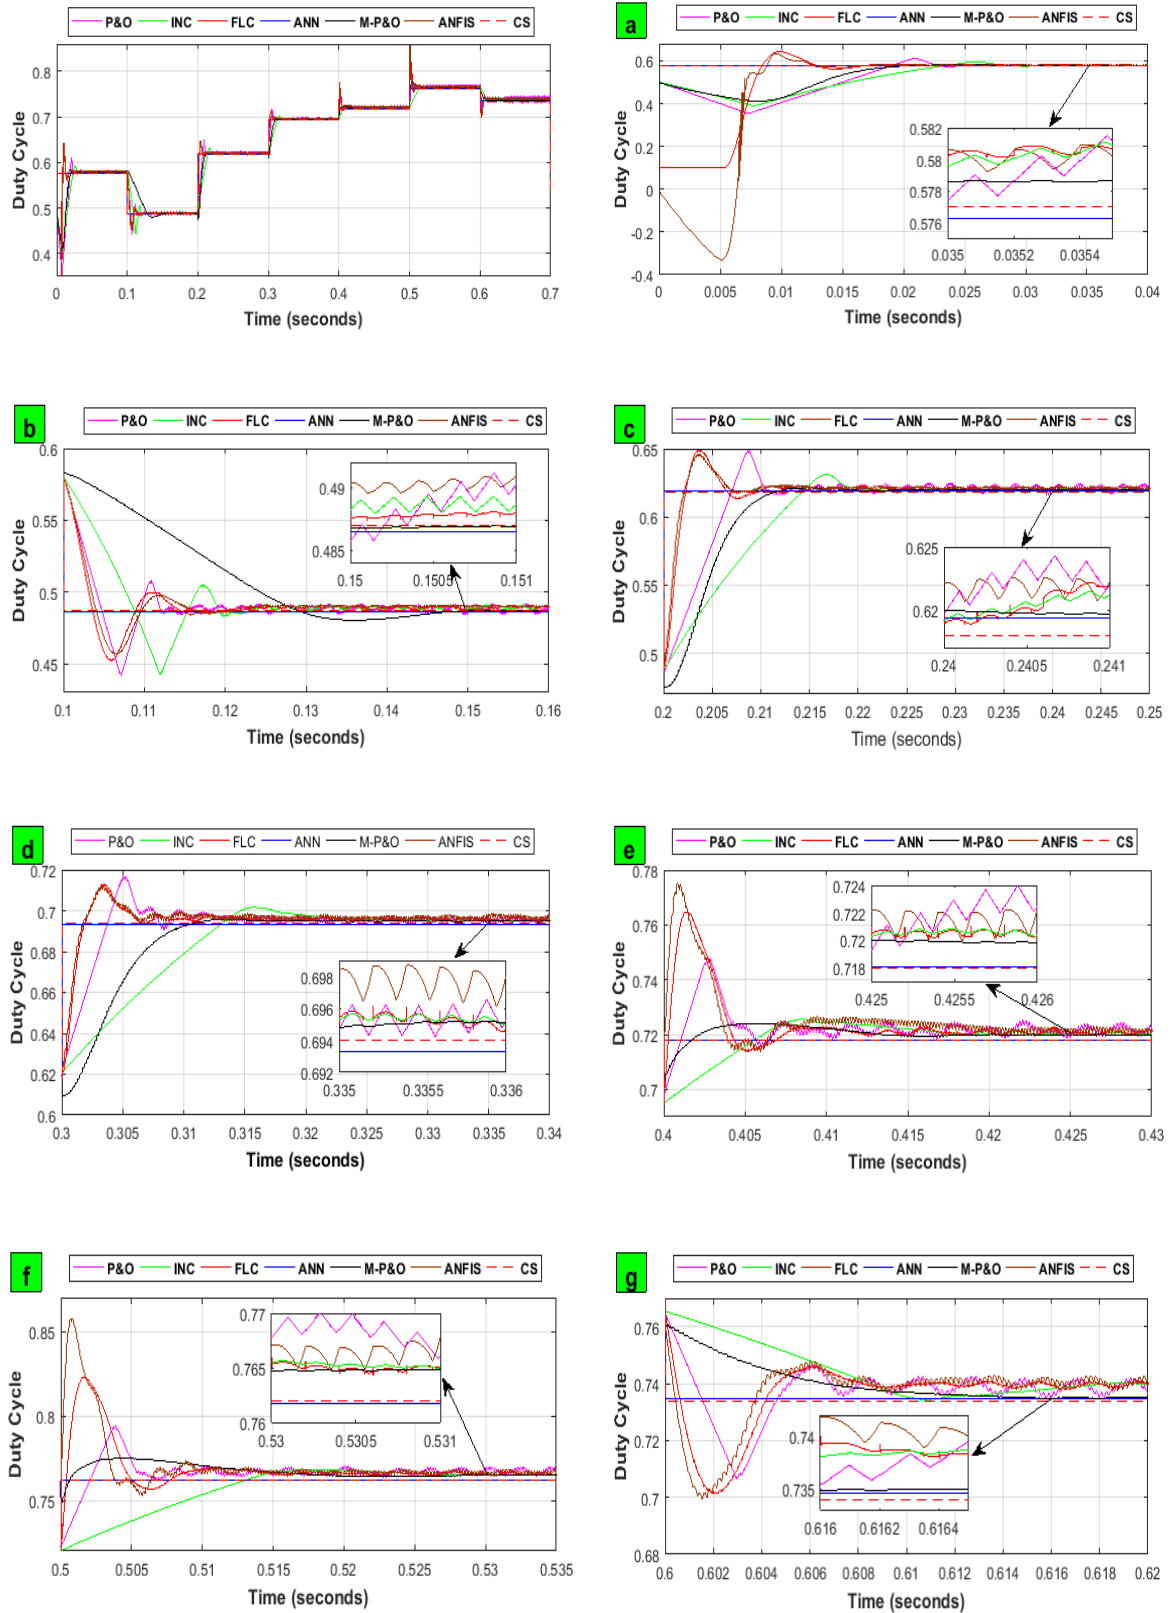 P&O INC FLC ANN M-P&O ANFIS CS
0.8
0.7
0.6
0.5
0.4
Duty Cycle
0 0.1 0.2 0.3 0.4 0.5 0.6 0.7
Time (seconds)
a
P&O INC FLC ANN M-P&O ANFIS CS
0.6
0.4
0.2
0
-0.2
-0.4
Duty Cycle
0.582
0.58
0.578
0.576
0.035 0.0352 0.0354
0 0.005 0.01 0.015 0.02 0.025 0.03 0.035 0.04
Time (seconds)
b
P&O INC FLC ANN M-P&O ANFIS CS
0.6
0.55
0.5
0.45
Duty Cycle
0.49
0.485
0.15 0.1505 0.151
0.1 0.11 0.12 0.13 0.14 0.15 0.16
Time (seconds)
c
P&O INC FLC ANN M-P&O ANFIS CS
0.65
0.6
0.55
0.5
Duty Cycle
0.625
0.62
0.24 0.2405 0.241
0.2 0.205 0.21 0.215 0.22 0.225 0.23 0.235 0.24 0.245 0.25
Time (seconds)
d
P&O INC FLC ANN M-P&O ANFIS CS
0.72
0.7
0.68
0.66
0.64
0.62
0.6
Duty Cycle
0.698
0.696
0.694
0.692
0.335 0.3355 0.336
0.3 0.305 0.31 0.315 0.32 0.325 0.33 0.335 0.34
Time (seconds)
e
P&O INC FLC ANN M-P&O ANFIS CS
0.78
0.76
0.74
0.72
0.7
Duty Cycle
0.724
0.722
0.72
0.718
0.425 0.4255 0.426
0.4 0.405 0.41 0.415 0.42 0.425 0.43
Time (seconds)
f
P&O INC FLC ANN M-P&O ANFIS CS
0.85
0.8
0.75
Duty Cycle
0.77
0.765
0.76
0.53 0.5305 0.531
0.5 0.505 0.51 0.515 0.52 0.525 0.53 0.535
Time (seconds)
g
P&O INC FLC ANN M-P&O ANFIS CS
0.76
0.74
0.72
0.7
0.68
Duty Cycle
0.74
0.735
0.616 0.6162 0.6164
0.6 0.602 0.604 0.606 0.608 0.61 0.612 0.614 0.616 0.618 0.62
Time (seconds)